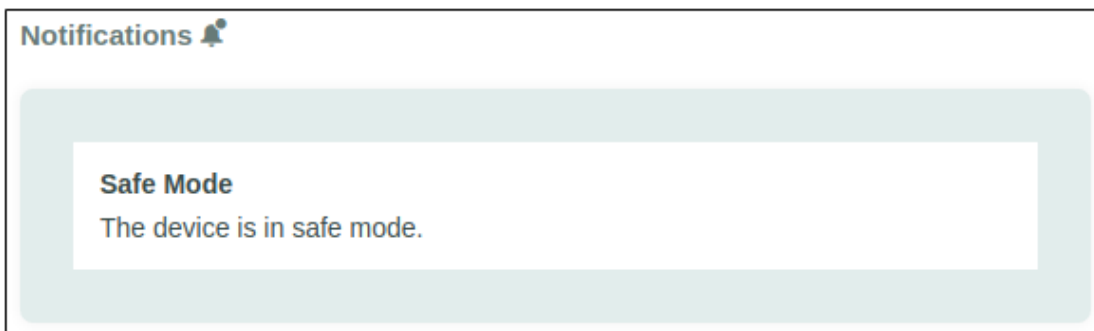 Notifications
Safe Mode
The device is in safe mode.